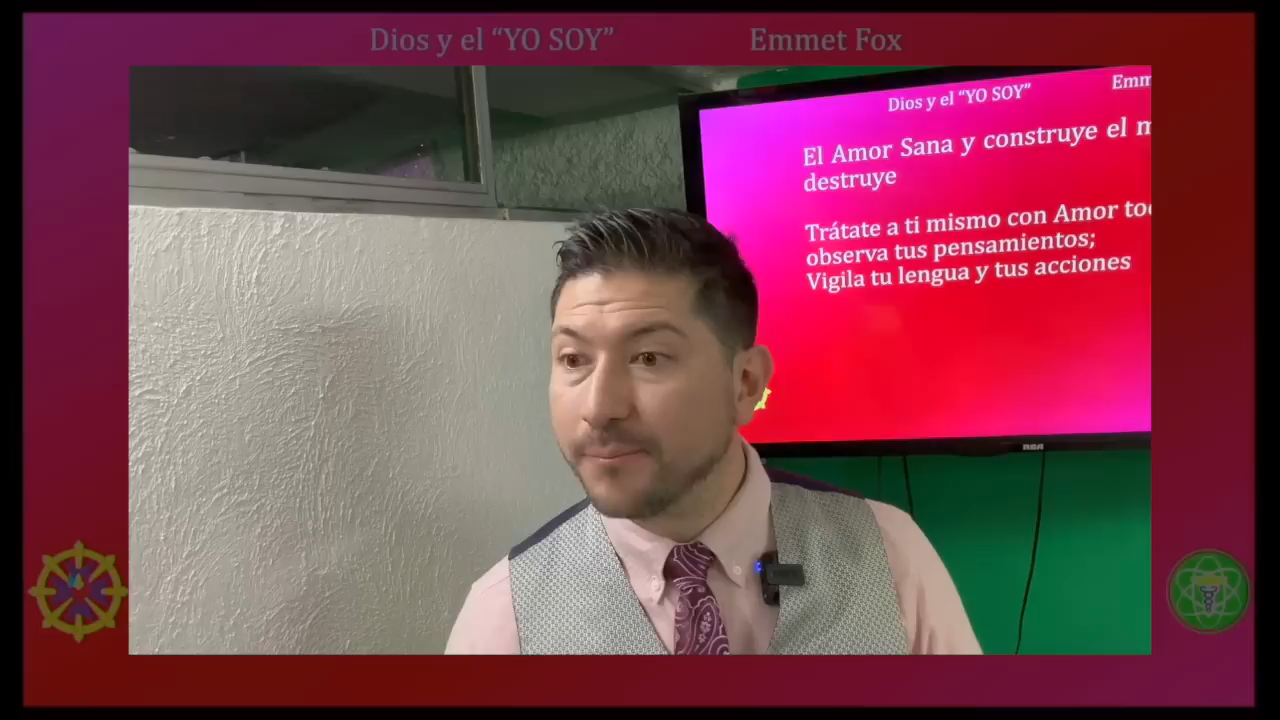 Dios y el “YO SOY” Emmet Fox
Dios y el “YO SOY”
El Amor Sana y construye el
destruye
Trátate a ti mismo con Amor
observa tus pensamientos;
Vigila tu lengua y tus acciones
RCA